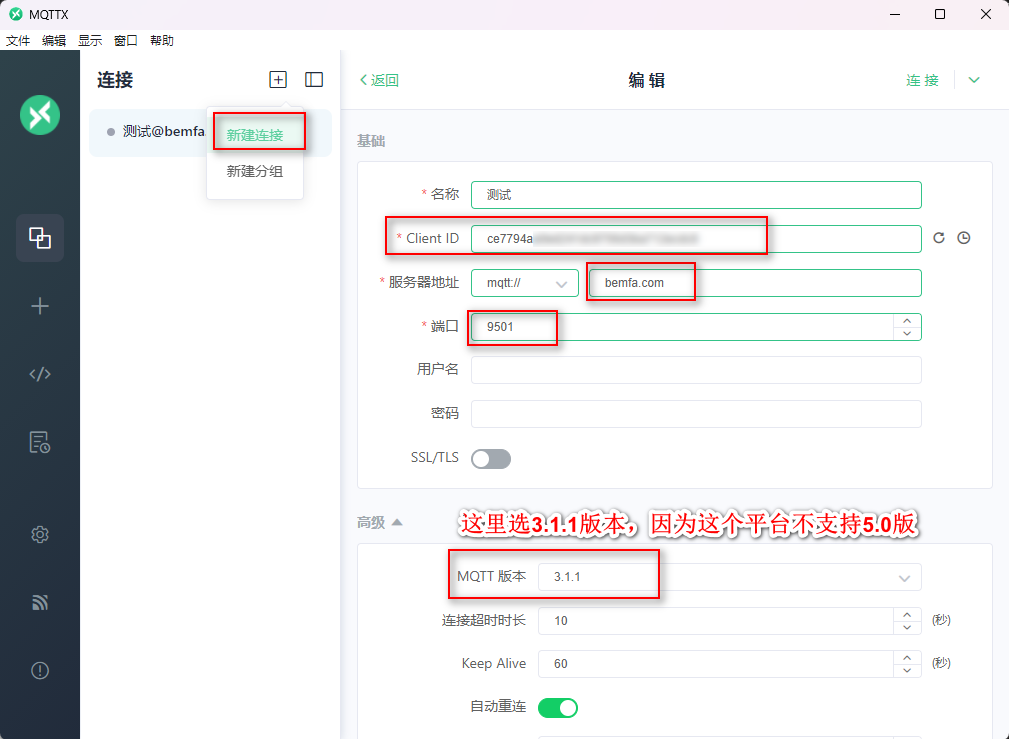 MQTTX
文件 编辑 显示 窗口 帮助
连接
返回
编辑
连接
测试@bemfa.
新建连接
新建分组
基础
* 名称 测试
* Client ID ce7794a
* 服务器地址 mqtt:// bemfa.com
* 端口 9501
用户名
密码
SSL/TLS
高级
这里选3.1.1版本，因为这个平台不支持5.0版
MQTT 版本 3.1.1
连接超时时长 10 (秒)
Keep Alive 60 (秒)
自动重连